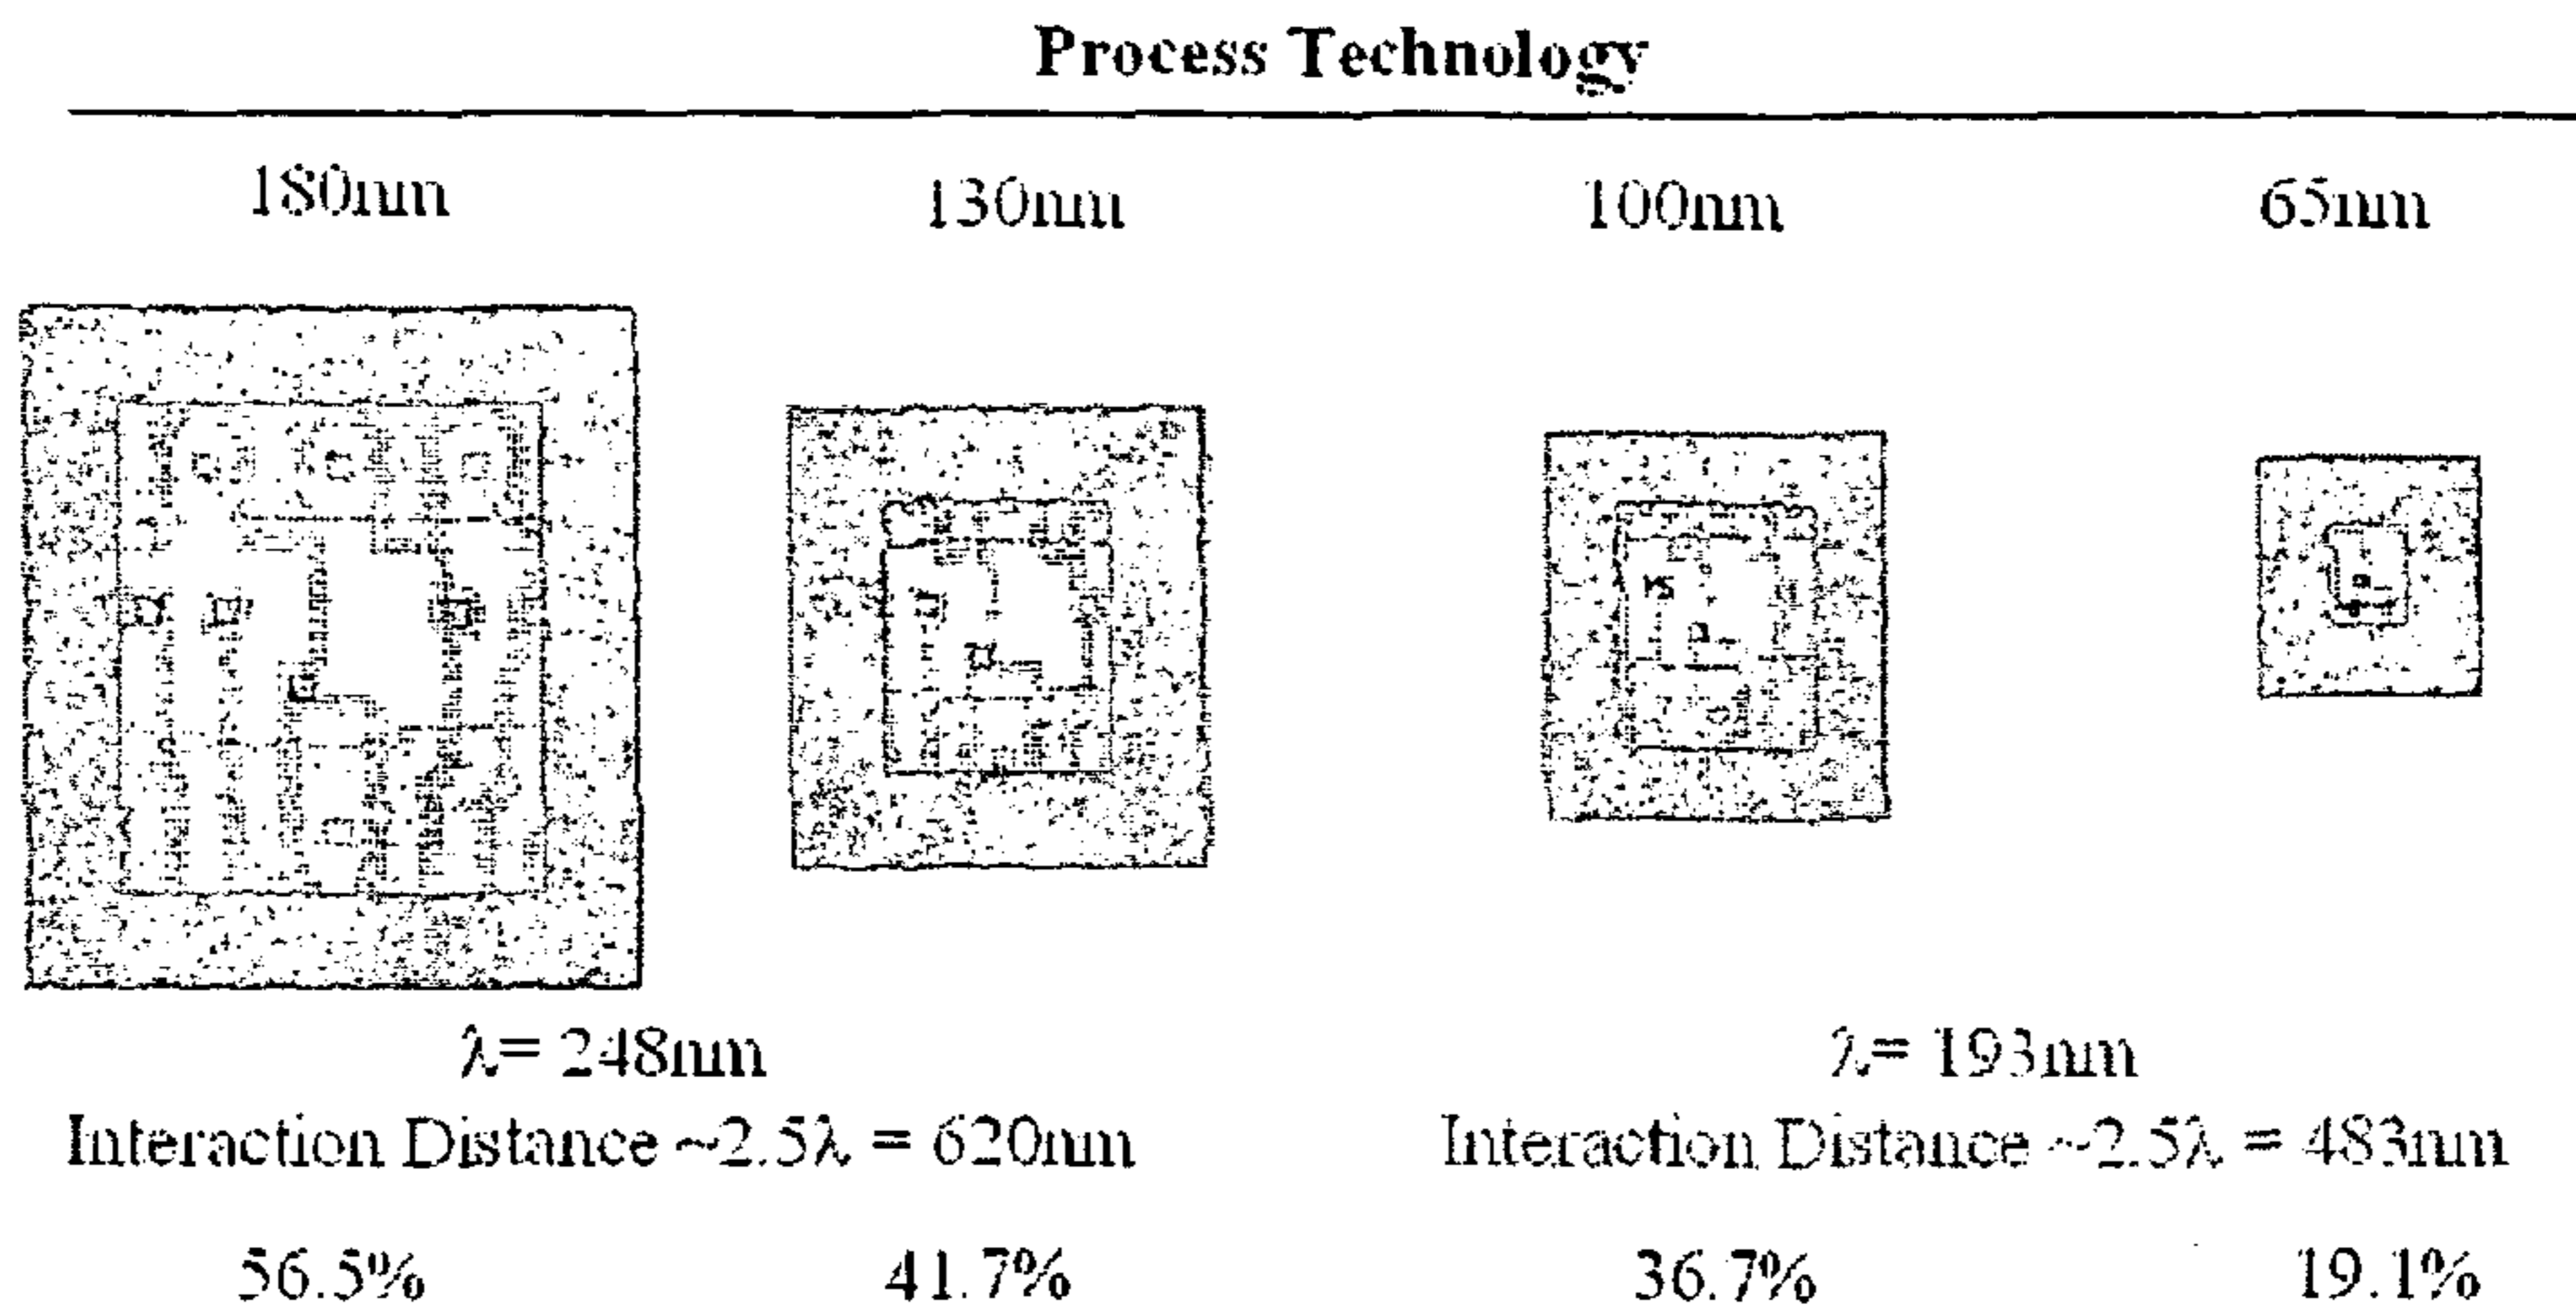 Process Technology
180nm 130nm 100nm 65nm
λ= 248nm λ= 193nm
Interaction Distance ~2.5λ = 620nm Interaction Distance ~2.5λ = 483nm
56.5% 41.7% 36.7% 19.1%